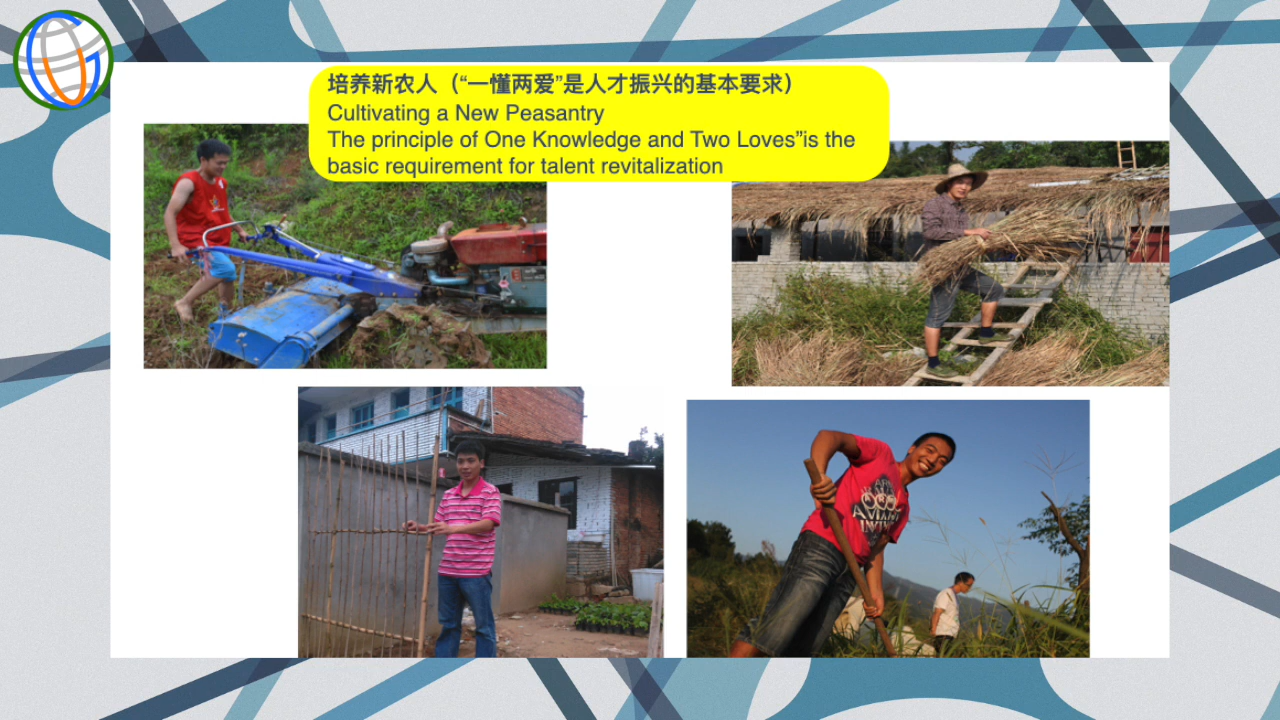 培养新农人（“一懂两爱”是人才振兴的基本要求）
Cultivating a New Peasantry
The principle of One Knowledge and Two Loves”is the
basic requirement for talent revitalization